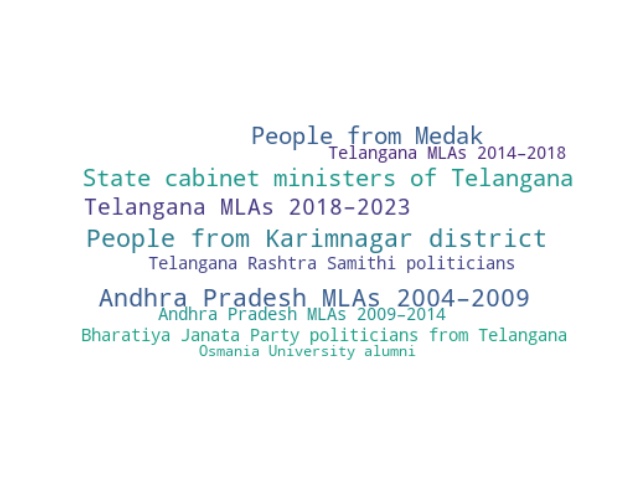 People from Medak
Telangana MLAs 2014–2018
State cabinet ministers of Telangana
Telangana MLAs 2018–2023
People from Karimnagar district
Telangana Rashtra Samithi politicians
Andhra Pradesh MLAs 2004–2009
Andhra Pradesh MLAs 2009–2014
Bharatiya Janata Party politicians from Telangana
Osmania University alumni